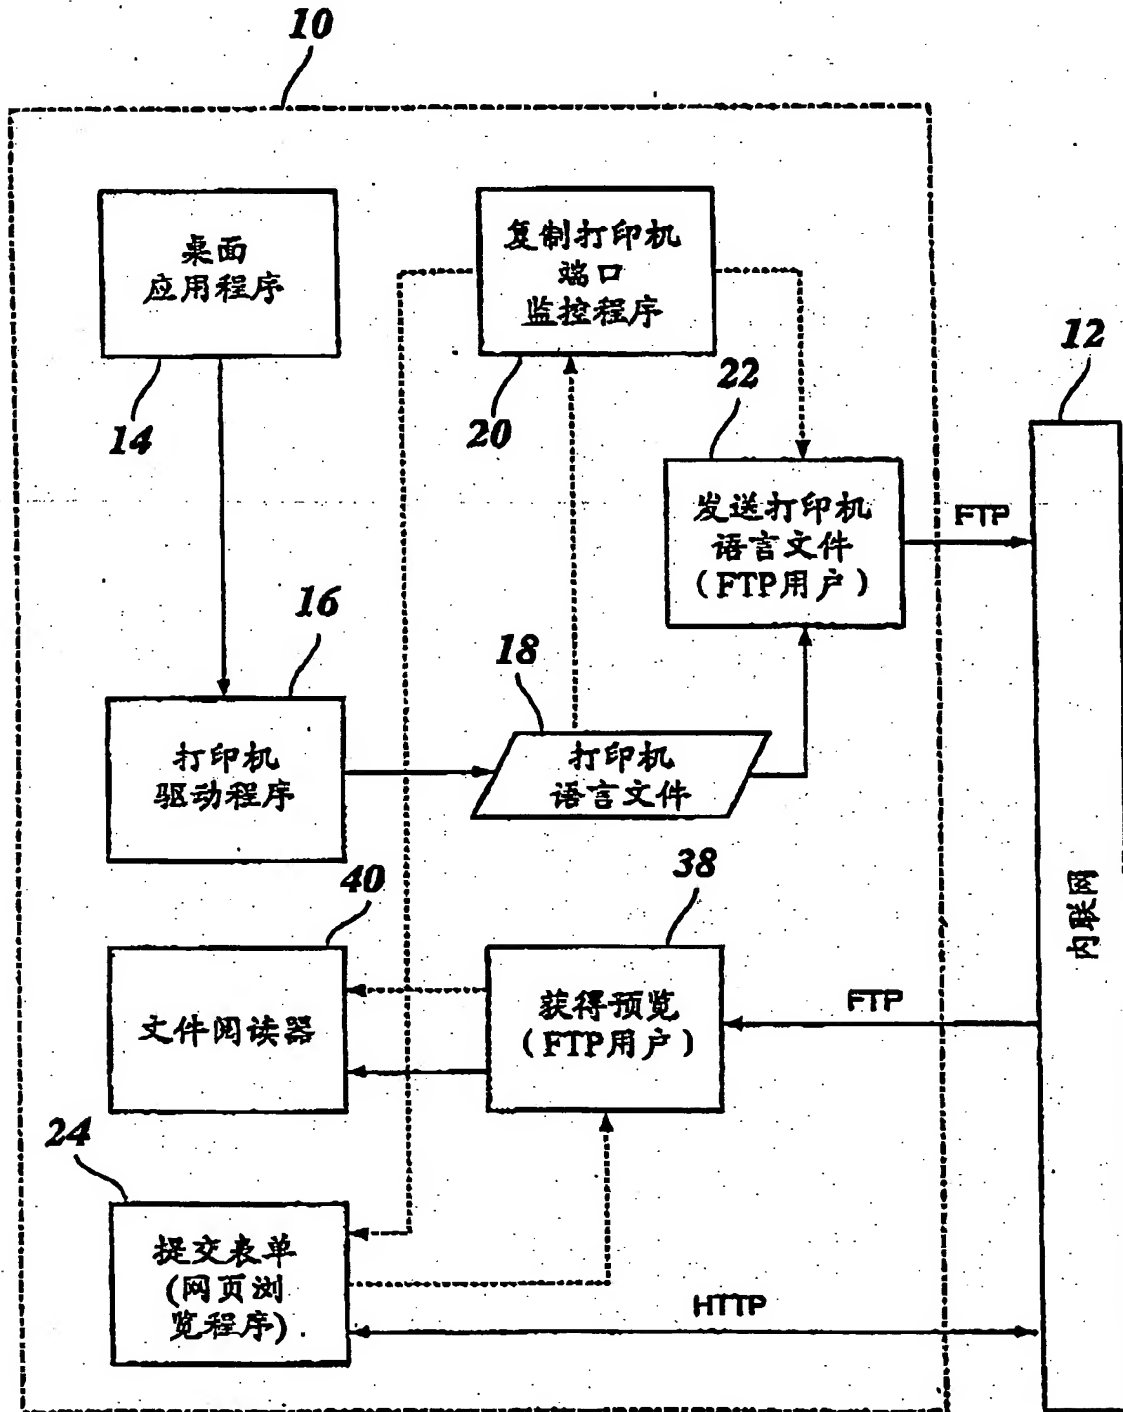 10
桌面
应用程序
14
复制打印机
端口
监控程序
20
22
12
发送打印机
语言文件
(FTP用户)
FTP
16
18
打印机
驱动程序
打印机
语言文件
40
38
内联网
文件阅读器
获得预览
(FTP用户)
FTP
24
提交表单
(网页浏
览程序)
HTTP